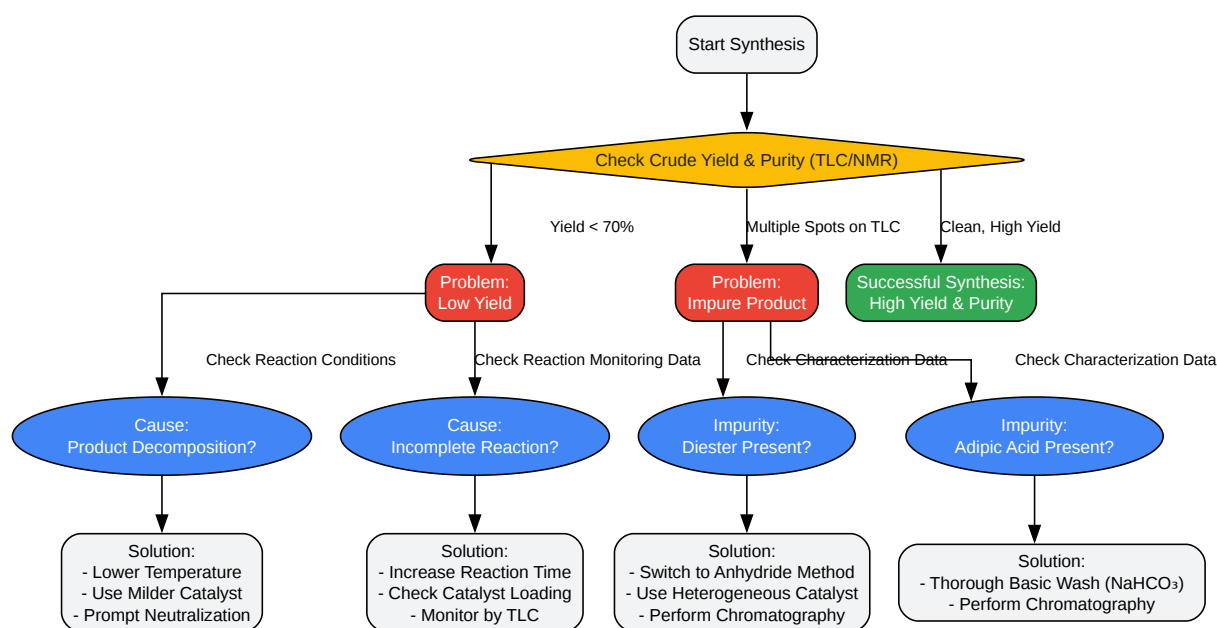 Start Synthesis
Check Crude Yield & Purity (TLC/NMR)
Yield < 70%
Multiple Spots on TLC
Clean, High Yield
Problem:
Low Yield
Problem:
Impure Product
Successful Synthesis:
High Yield & Purity
Check Reaction Conditions
Check Reaction Monitoring Data
Check Characterization Data
Check Characterization Data
Cause:
Product Decomposition?
Cause:
Incomplete Reaction?
Impurity:
Diester Present?
Impurity:
Adipic Acid Present?
Solution:
- Lower Temperature
- Use Milder Catalyst
- Prompt Neutralization
Solution:
- Increase Reaction Time
- Check Catalyst Loading
- Monitor by TLC
Solution:
- Switch to Anhydride Method
- Use Heterogeneous Catalyst
- Perform Chromatography
Solution:
- Thorough Basic Wash (NaHCO₃)
- Perform Chromatography